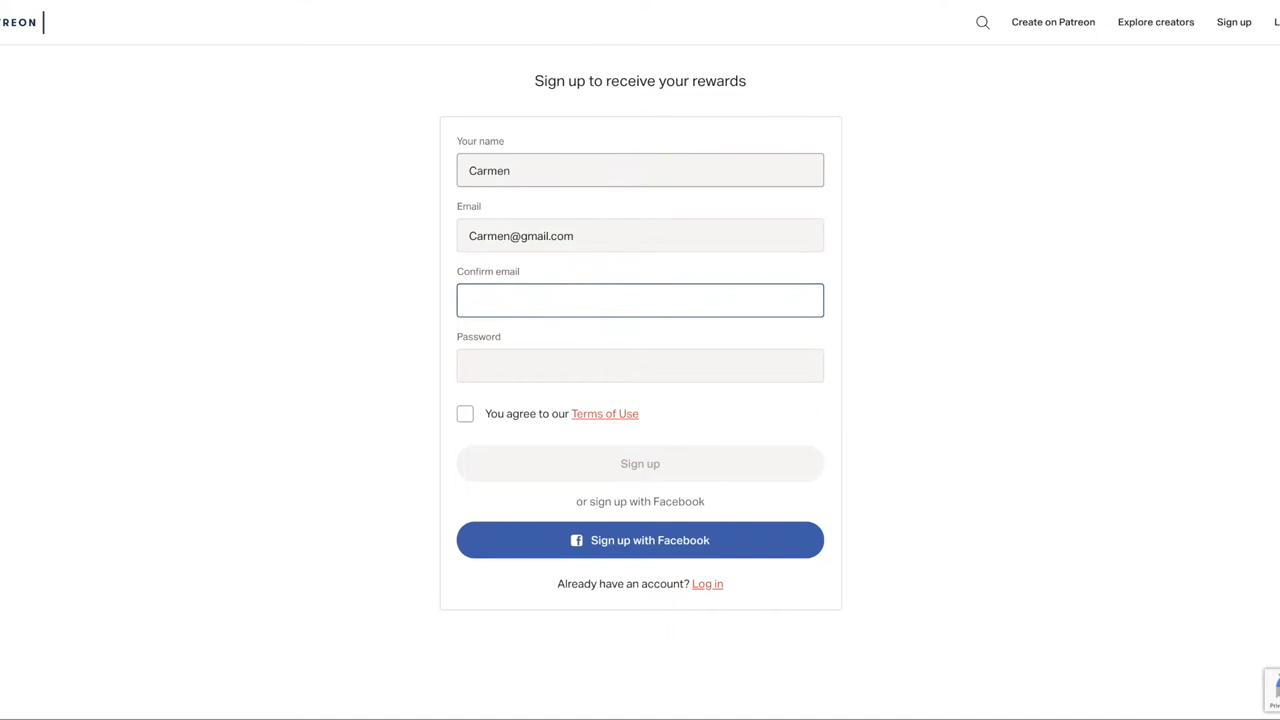 TREON
Create on Patreon Explore creators Sign up
Sign up to receive your rewards
Your name
Carmen
Email
Carmen@gmail.com
Confirm email
Password
You agree to our Terms of Use
Sign up
or sign up with Facebook
Sign up with Facebook
Already have an account? Log in